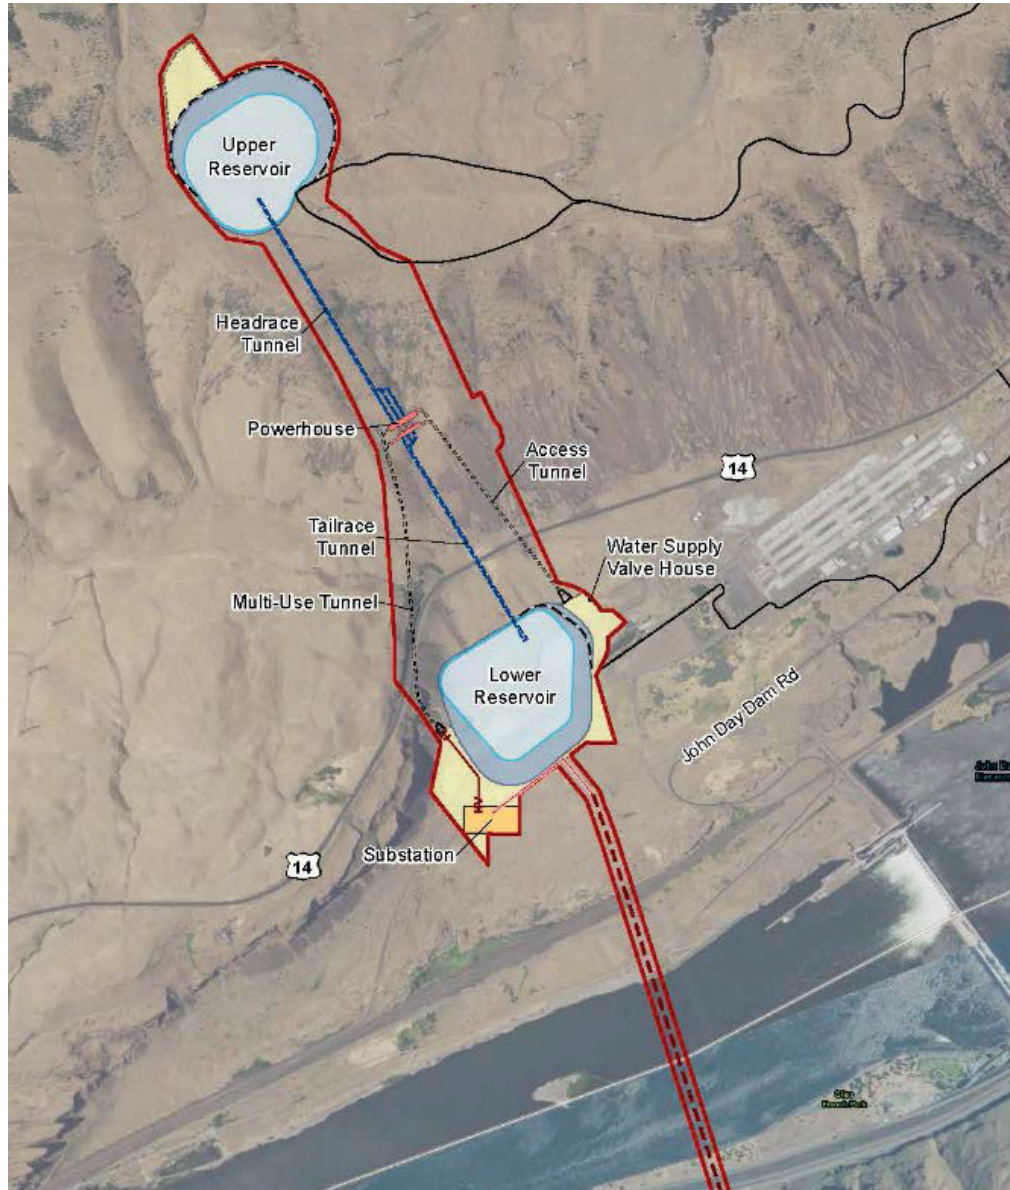 Upper
Reservoir
Headrace
Tunnel
Powerhouse
Access
Tunnel
14
Tailrace
Tunnel
Water Supply
Valve House
Multi-Use Tunnel
Lower
Reservoir
John Day Dam Rd
Substation
14